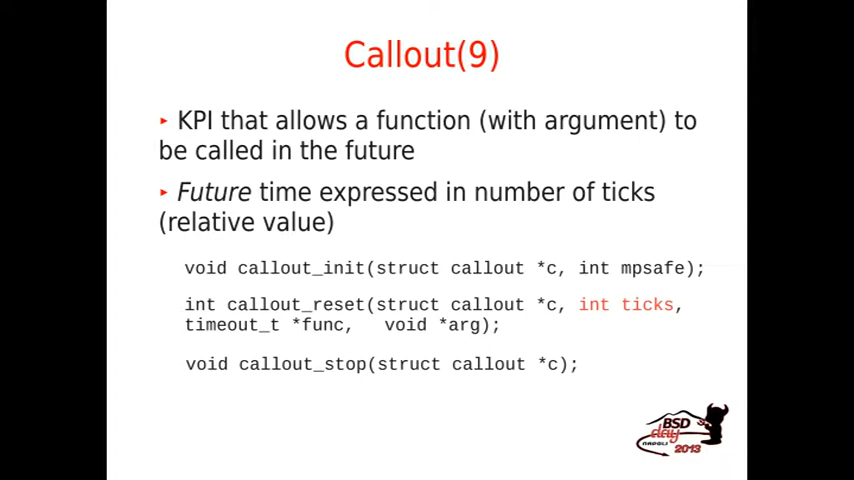 Callout(9)
▸ KPI that allows a function (with argument) to
be called in the future
▸ Future time expressed in number of ticks
(relative value)
void callout_init(struct callout *c, int mpsafe);
int callout_reset(struct callout *c, int ticks,
timeout_t *func,   void *arg);
void callout_stop(struct callout *c);
BSD
day
NAPOLI
2013